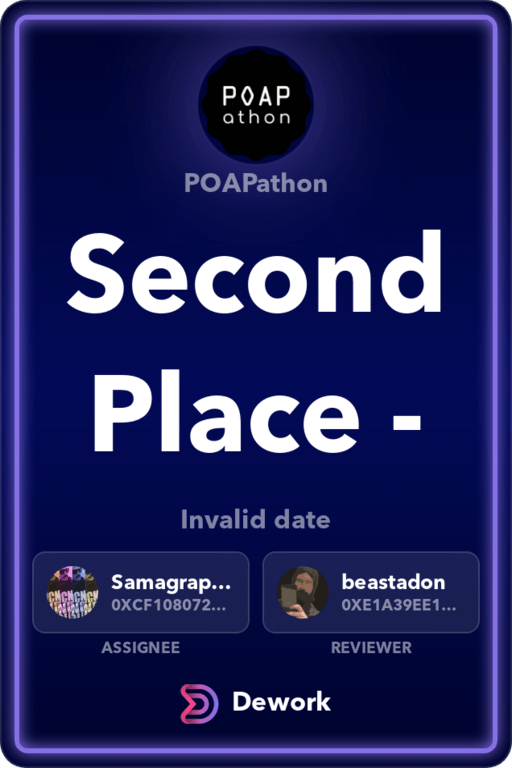 POAP
athon
POAPathon
Second
Place -
Invalid date
Samagrap...
0XCF108072...
beastadon
0XE1A39EE1...
ASSIGNEE
REVIEWER
Dework